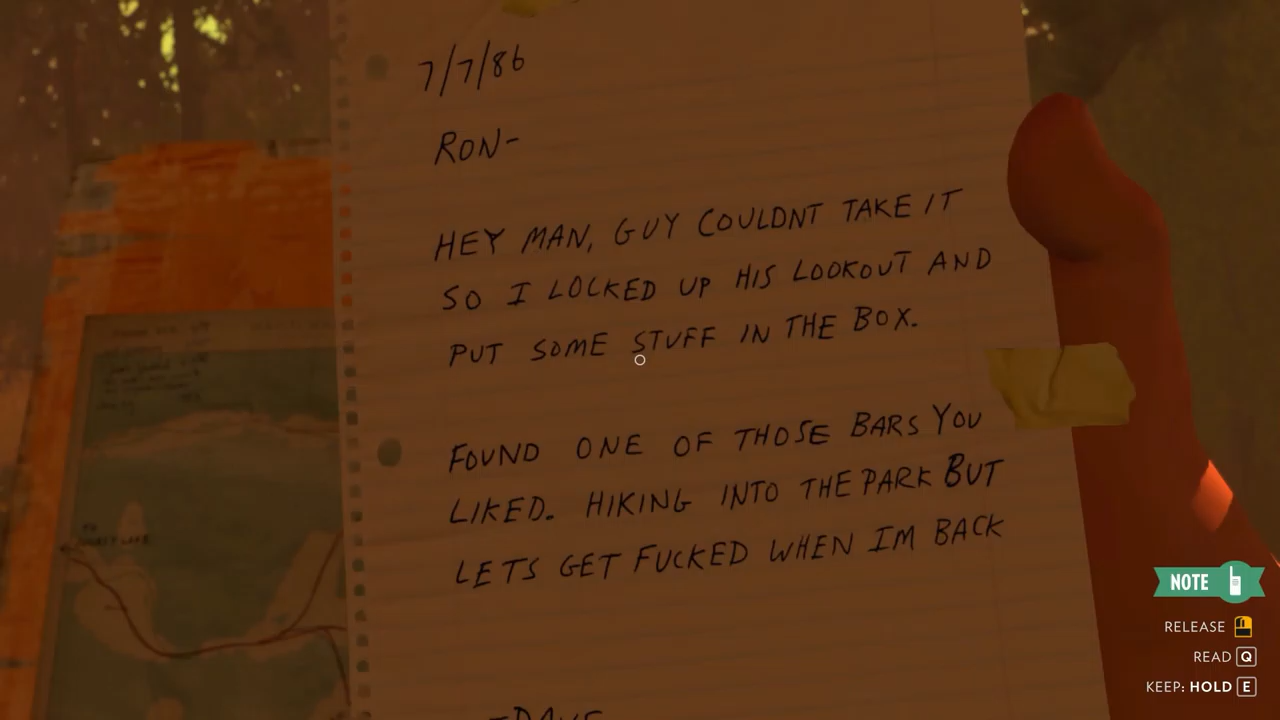 7/7/86
RON-
HEY MAN, GUY COULDNT TAKE IT
SO I LOCKED UP HIS LOOKOUT AND
PUT SOME STUFF IN THE BOX.
FOUND ONE OF THOSE BARS YOU
LIKED. HIKING INTO THE PARK BUT
LETS GET FUCKED WHEN IM BACK
-DAVE
NOTE
RELEASE
READ Q
KEEP: HOLD E